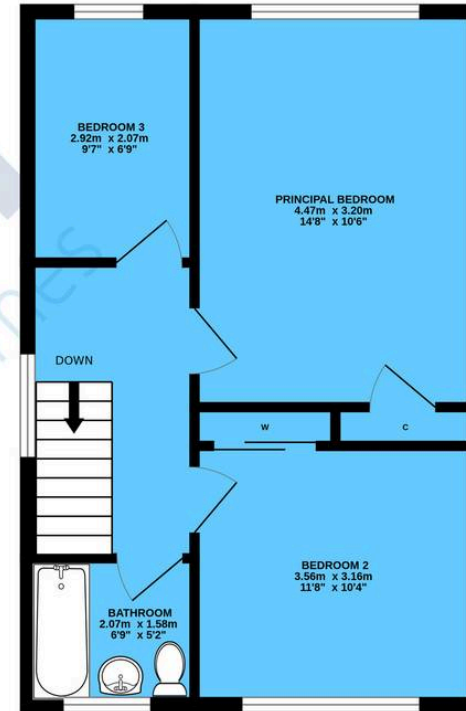 BEDROOM 3
2.92m x 2.07m
9'7" x 6'9"
PRINCIPAL BEDROOM
4.47m x 3.20m
14'8" x 10'6"
DOWN
W
C
BEDROOM 2
3.56m x 3.16m
11'8" x 10'4"
BATHROOM
2.07m x 1.58m
6'9" x 5'2"